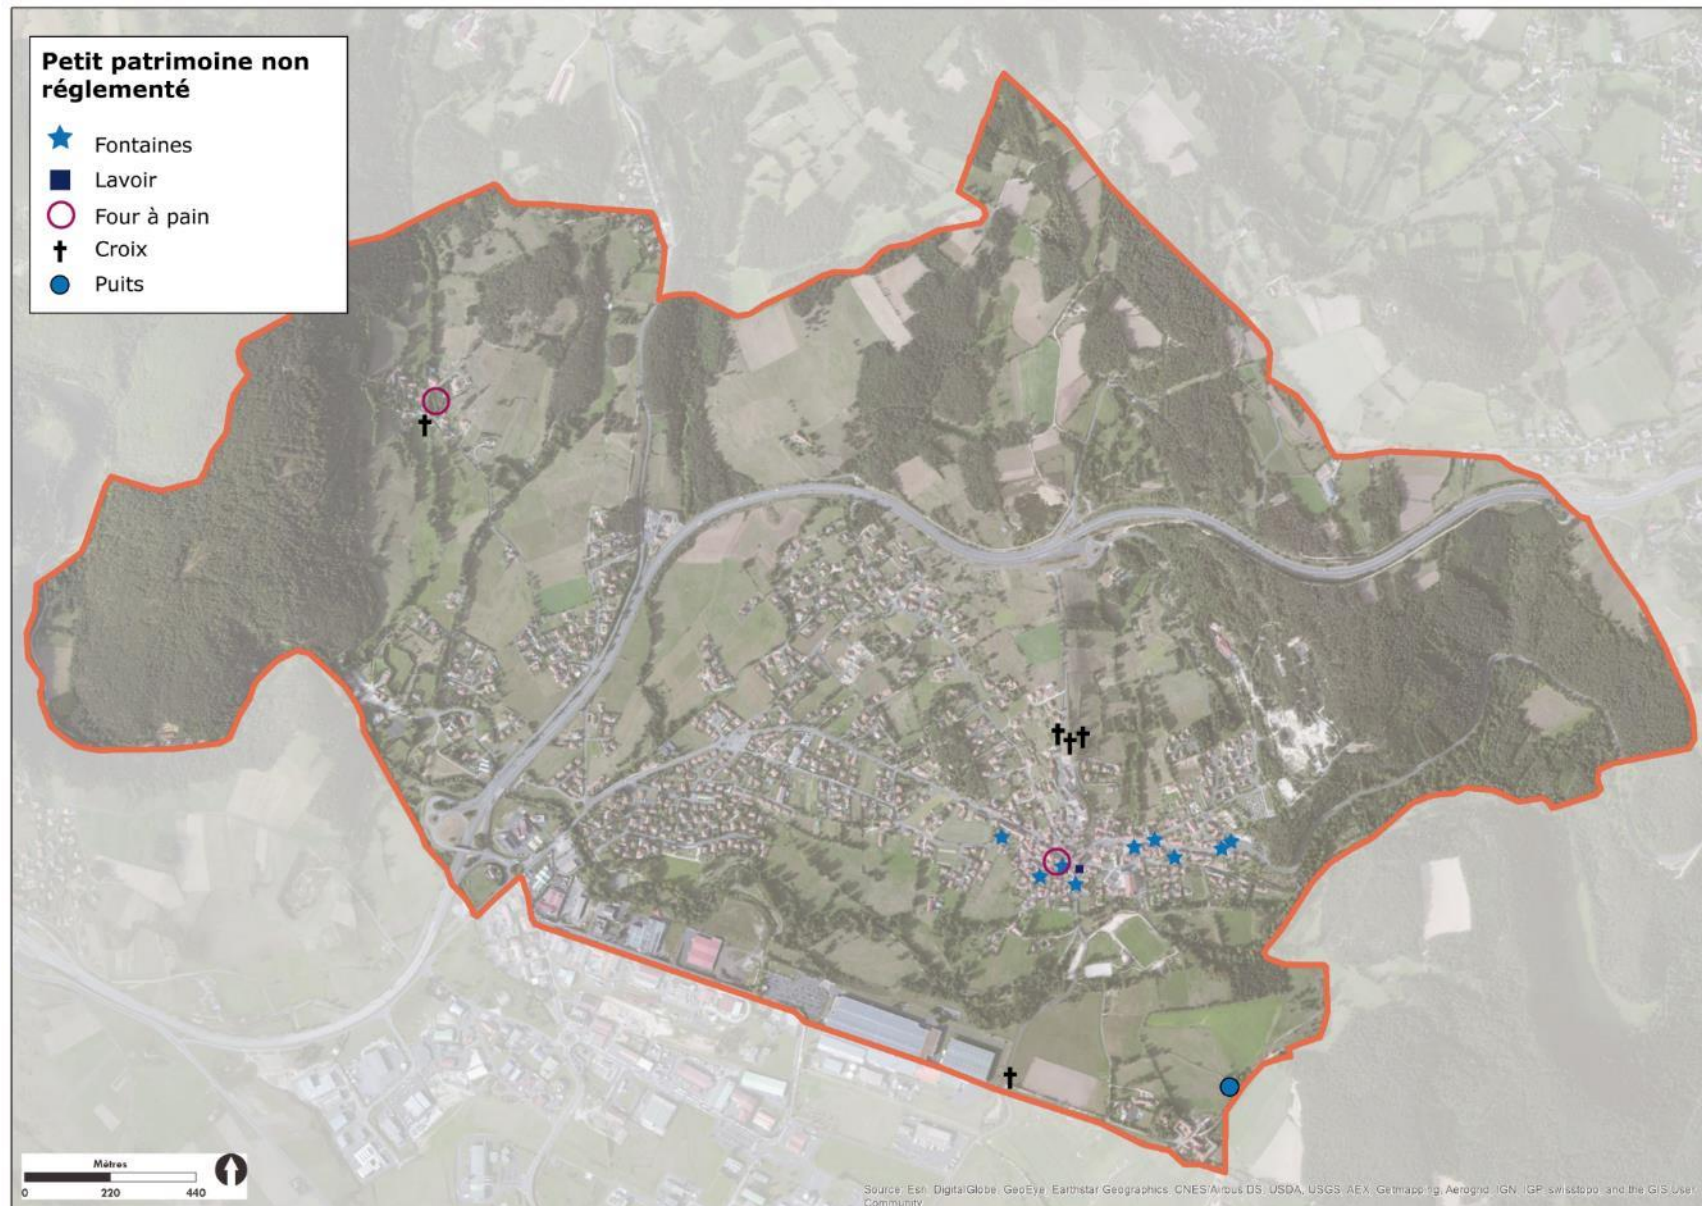 Petit patrimoine non
réglementé
Fontaines
Lavoir
Four à pain
Croix
Puits
Mètres
0 220 440
Source: Esri, DigitalGlobe, GeoEye, Earthstar Geographics, CNES/Airbus DS, USDA, USGS, AEX, Getmapping, Aerogrid, IGN, IGP, swisstopo, and the GIS User
Community